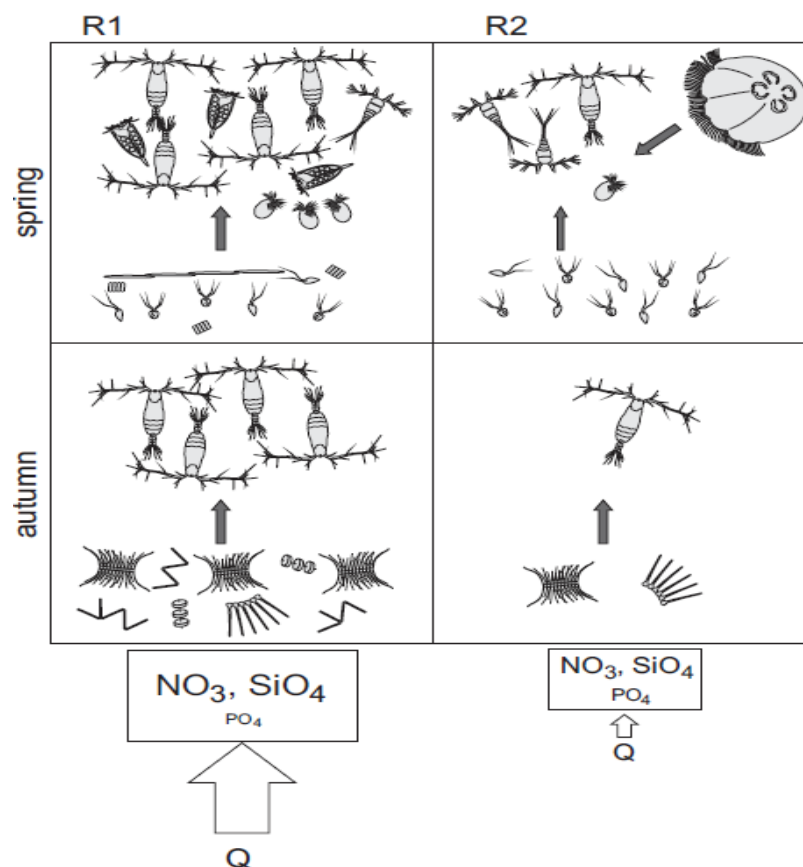 R1
R2
spring
autumn
NO₃, SiO₄
PO₄
Q
NO₃, SiO₄
PO₄
Q